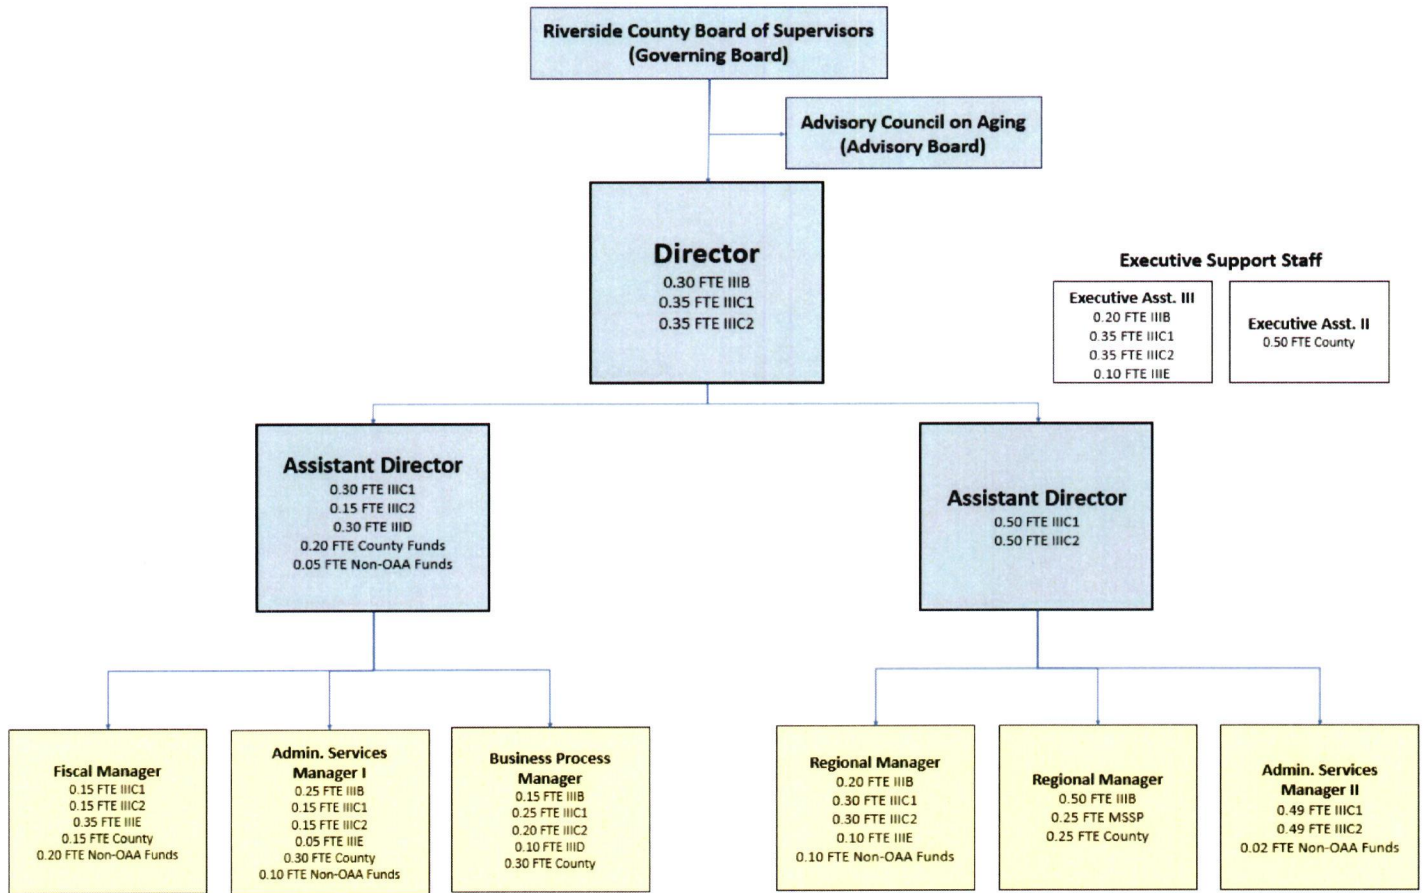 Riverside County Board of Supervisors
(Governing Board)
Advisory Council on Aging
(Advisory Board)
Director
0.30 FTE IIIB
0.35 FTE IIIC1
0.35 FTE IIIC2
Executive Support Staff
Executive Asst. III
0.20 FTE IIIB
0.35 FTE IIIC1
0.35 FTE IIIC2
0.10 FTE IIIE
Executive Asst. II
0.50 FTE County
Assistant Director
0.30 FTE IIIC1
0.15 FTE IIIC2
0.30 FTE IIID
0.20 FTE County Funds
0.05 FTE Non-OAA Funds
Assistant Director
0.50 FTE IIIC1
0.50 FTE IIIC2
Fiscal Manager
0.15 FTE IIIC1
0.15 FTE IIIC2
0.35 FTE IIIE
0.15 FTE County
0.20 FTE Non-OAA Funds
Admin. Services
Manager I
0.25 FTE IIIB
0.15 FTE IIIC1
0.15 FTE IIIC2
0.05 FTE IIIE
0.30 FTE County
0.10 FTE Non-OAA Funds
Business Process
Manager
0.15 FTE IIIB
0.25 FTE IIIC1
0.20 FTE IIIC2
0.10 FTE IIID
0.30 FTE County
Regional Manager
0.20 FTE IIIB
0.30 FTE IIIC1
0.30 FTE IIIC2
0.10 FTE IIIE
0.10 FTE Non-OAA Funds
Regional Manager
0.50 FTE IIIB
0.25 FTE MSSP
0.25 FTE County
Admin. Services
Manager II
0.49 FTE IIIC1
0.49 FTE IIIC2
0.02 FTE Non-OAA Funds